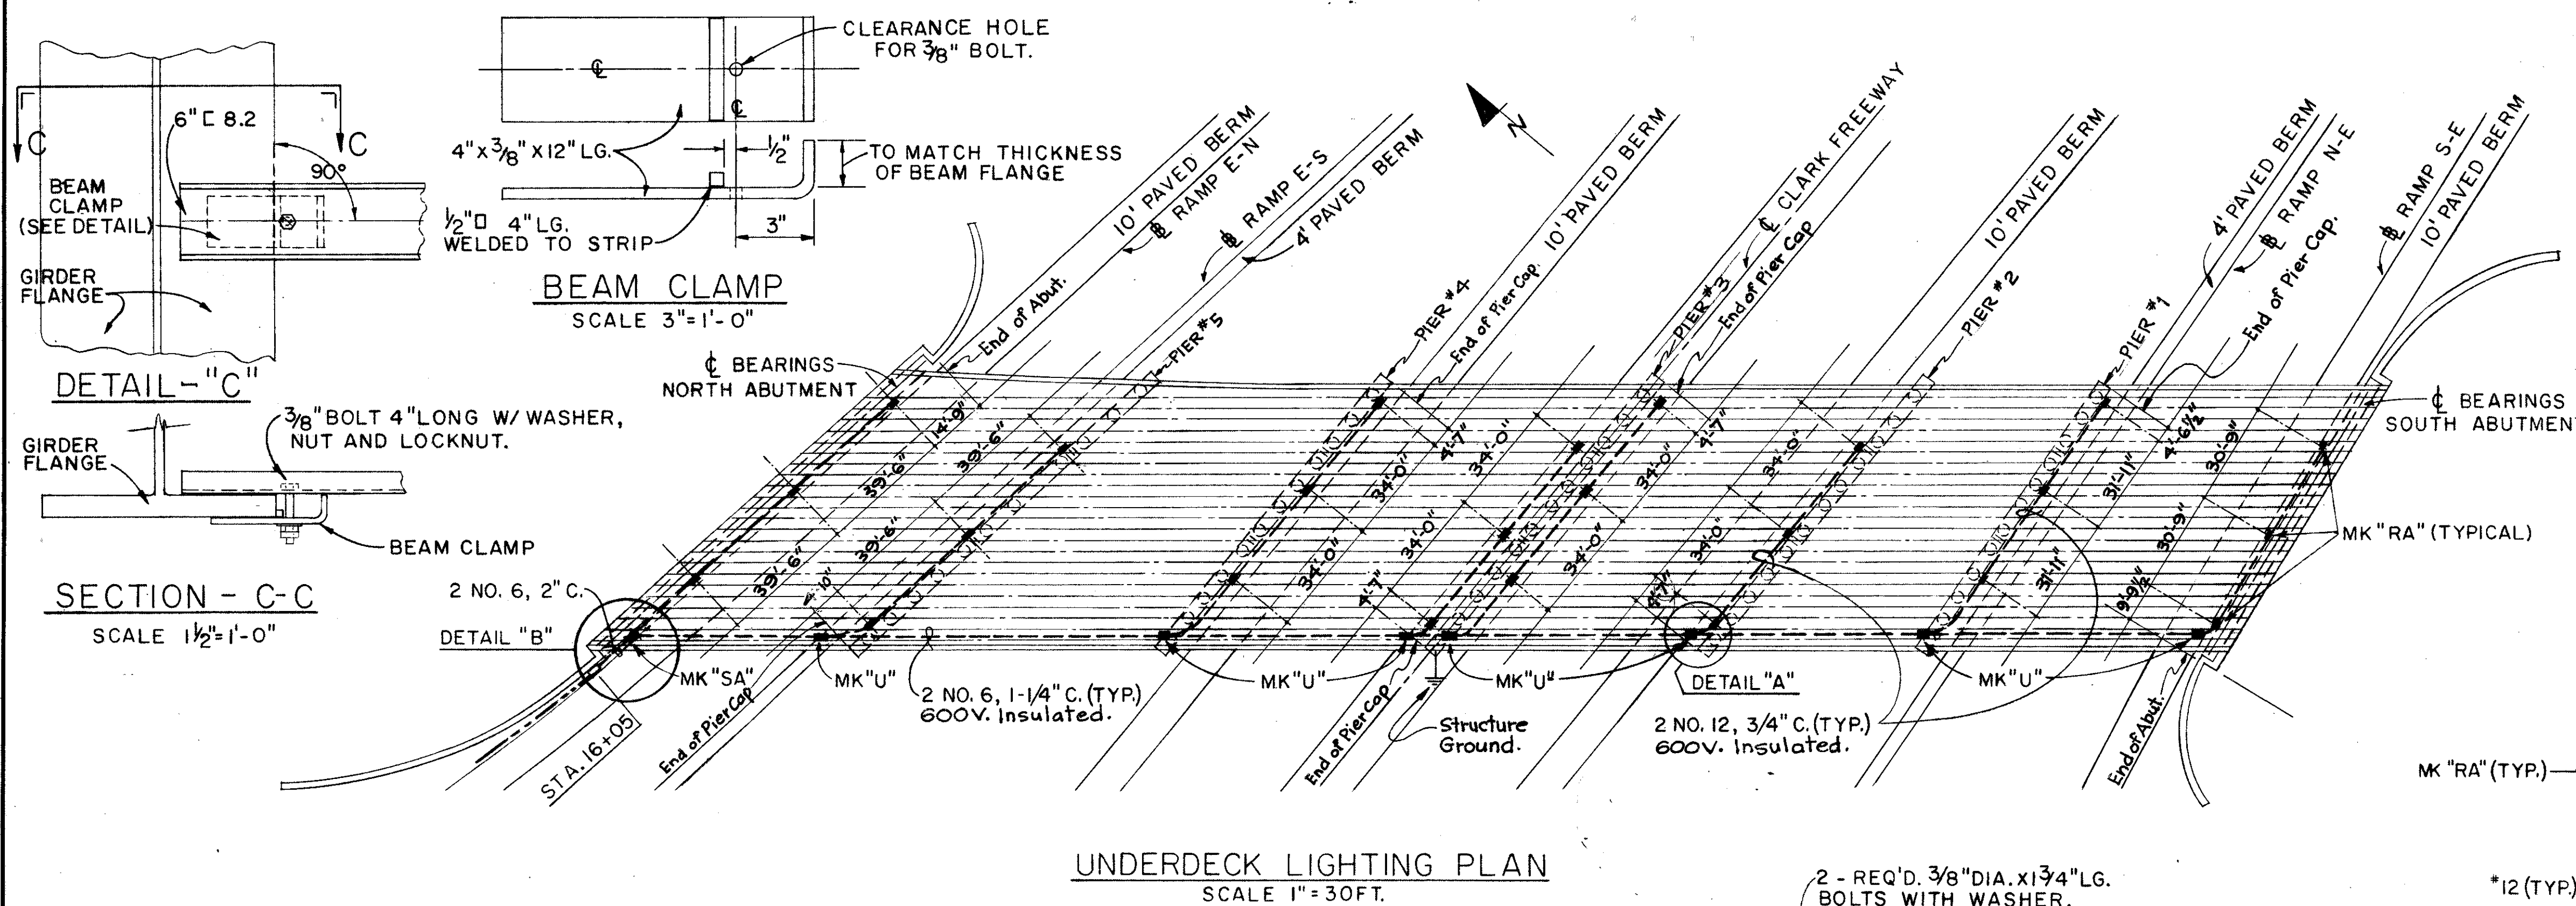 C
C
6" ⊏ 8.2
90°
BEAM
CLAMP
(SEE DETAIL)
GIRDER
FLANGE
DETAIL-"C"
CLEARANCE HOLE
FOR 3/8" BOLT.
℄
℄
4" x 3/8" x 12" LG.
1/2"
TO MATCH THICKNESS
OF BEAM FLANGE
1/2" □ 4" LG.
WELDED TO STRIP
3"
BEAM CLAMP
SCALE 3"=1'-0"
3/8" BOLT 4" LONG W/ WASHER,
NUT AND LOCKNUT.
GIRDER
FLANGE
BEAM CLAMP
SECTION - C-C
SCALE 1 1/2"=1'-0"
N
10' PAVED BERM
℄ RAMP E-N
℄ RAMP E-S
4' PAVED BERM
10' PAVED BERM
℄ CLARK FREEWAY
10' PAVED BERM
4' PAVED BERM
℄ RAMP N-E
℄ RAMP S-E
10' PAVED BERM
End of Abut.
PIER #5
PIER #4
End of Pier Cap.
PIER #3
End of Pier Cap
PIER #2
PIER #1
End of Pier Cap.
℄ BEARINGS
NORTH ABUTMENT
℄ BEARINGS
SOUTH ABUTMENT
14'-9"
39'-6"
39'-6"
39'-6"
39'-6"
39'-6"
4'-10"
4'-7"
34'-0"
34'-0"
34'-0"
34'-0"
4'-7"
4'-7"
34'-0"
34'-0"
34'-0"
34'-0"
4'-7"
4'-6 1/2"
31'-11"
31'-11"
30'-9"
30'-9"
9'-9 1/2"
MK "RA" (TYPICAL)
2 NO. 6, 2" C.
DETAIL "B"
MK "SA"
MK "U"
2 NO. 6, 1-1/4" C. (TYP.)
600V. Insulated.
MK "U"
MK "U"
DETAIL "A"
MK "U"
STA. 16+05
End of Pier Cap
End of Pier Cap
Structure
Ground.
2 NO. 12, 3/4" C. (TYP.)
600V. Insulated.
End of Abut.
MK "RA" (TYP.)
UNDERDECK LIGHTING PLAN
SCALE 1"=30FT.
2 - REQ'D. 3/8" DIA. X 1 3/4" LG.
BOLTS WITH WASHER.
#12 (TYP.)